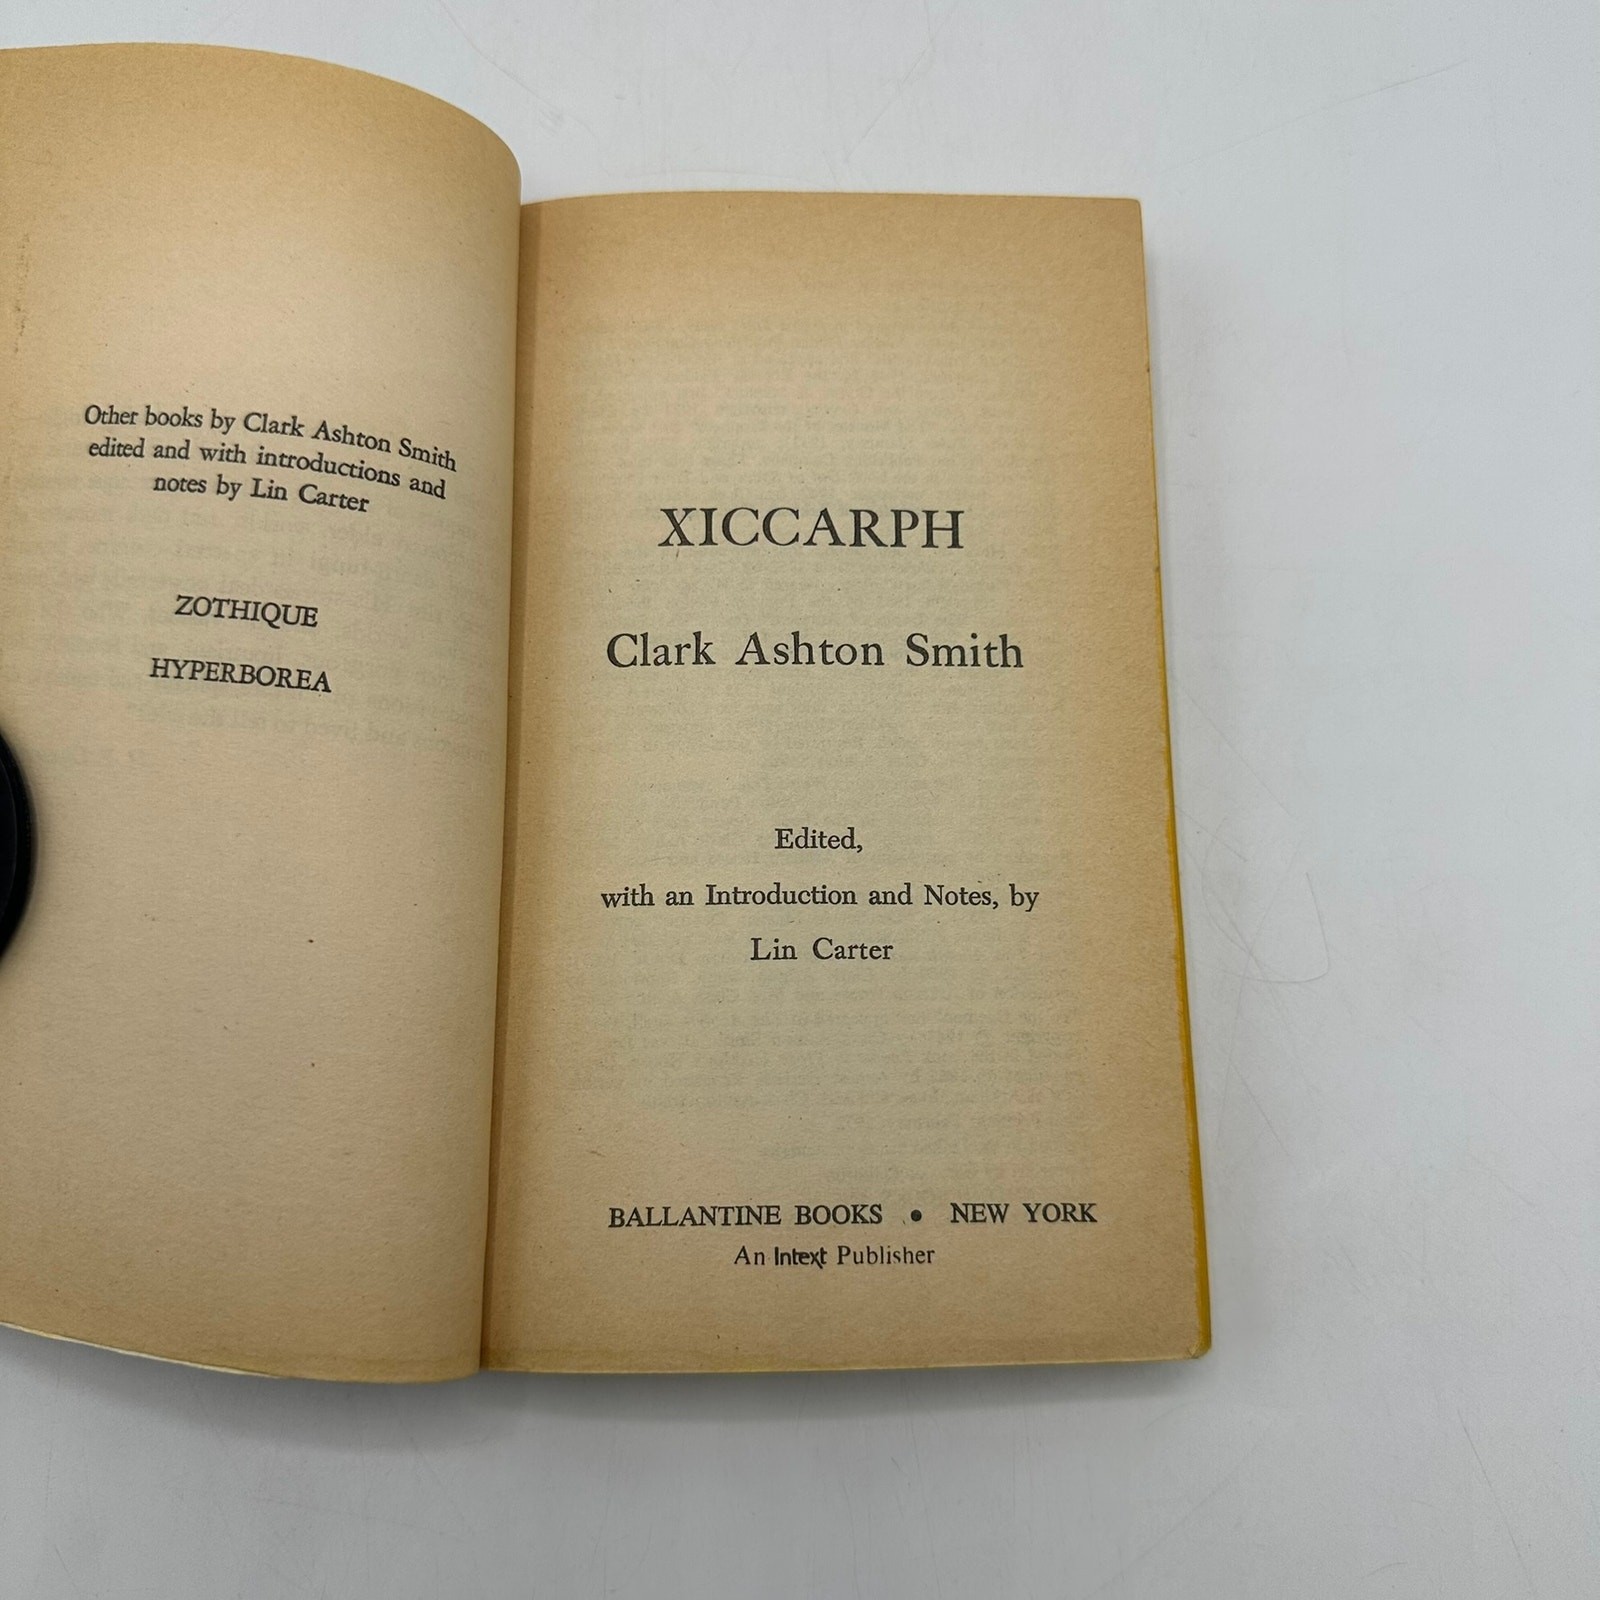 Other books by Clark Ashton Smith
edited and with introductions and
notes by Lin Carter
ZOTHIQUE
HYPERBOREA
XICCARPH
Clark Ashton Smith
Edited,
with an Introduction and Notes, by
Lin Carter
BALLANTINE BOOKS • NEW YORK
An Intext Publisher